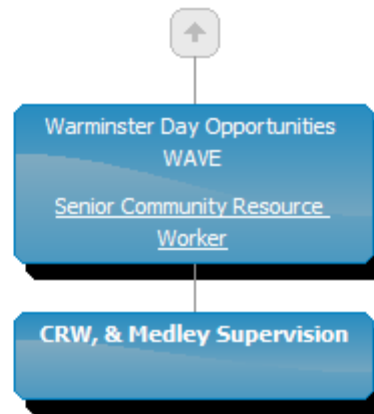 Warminster Day Opportunities
WAVE
Senior Community Resource
Worker
CRW, & Medley Supervision